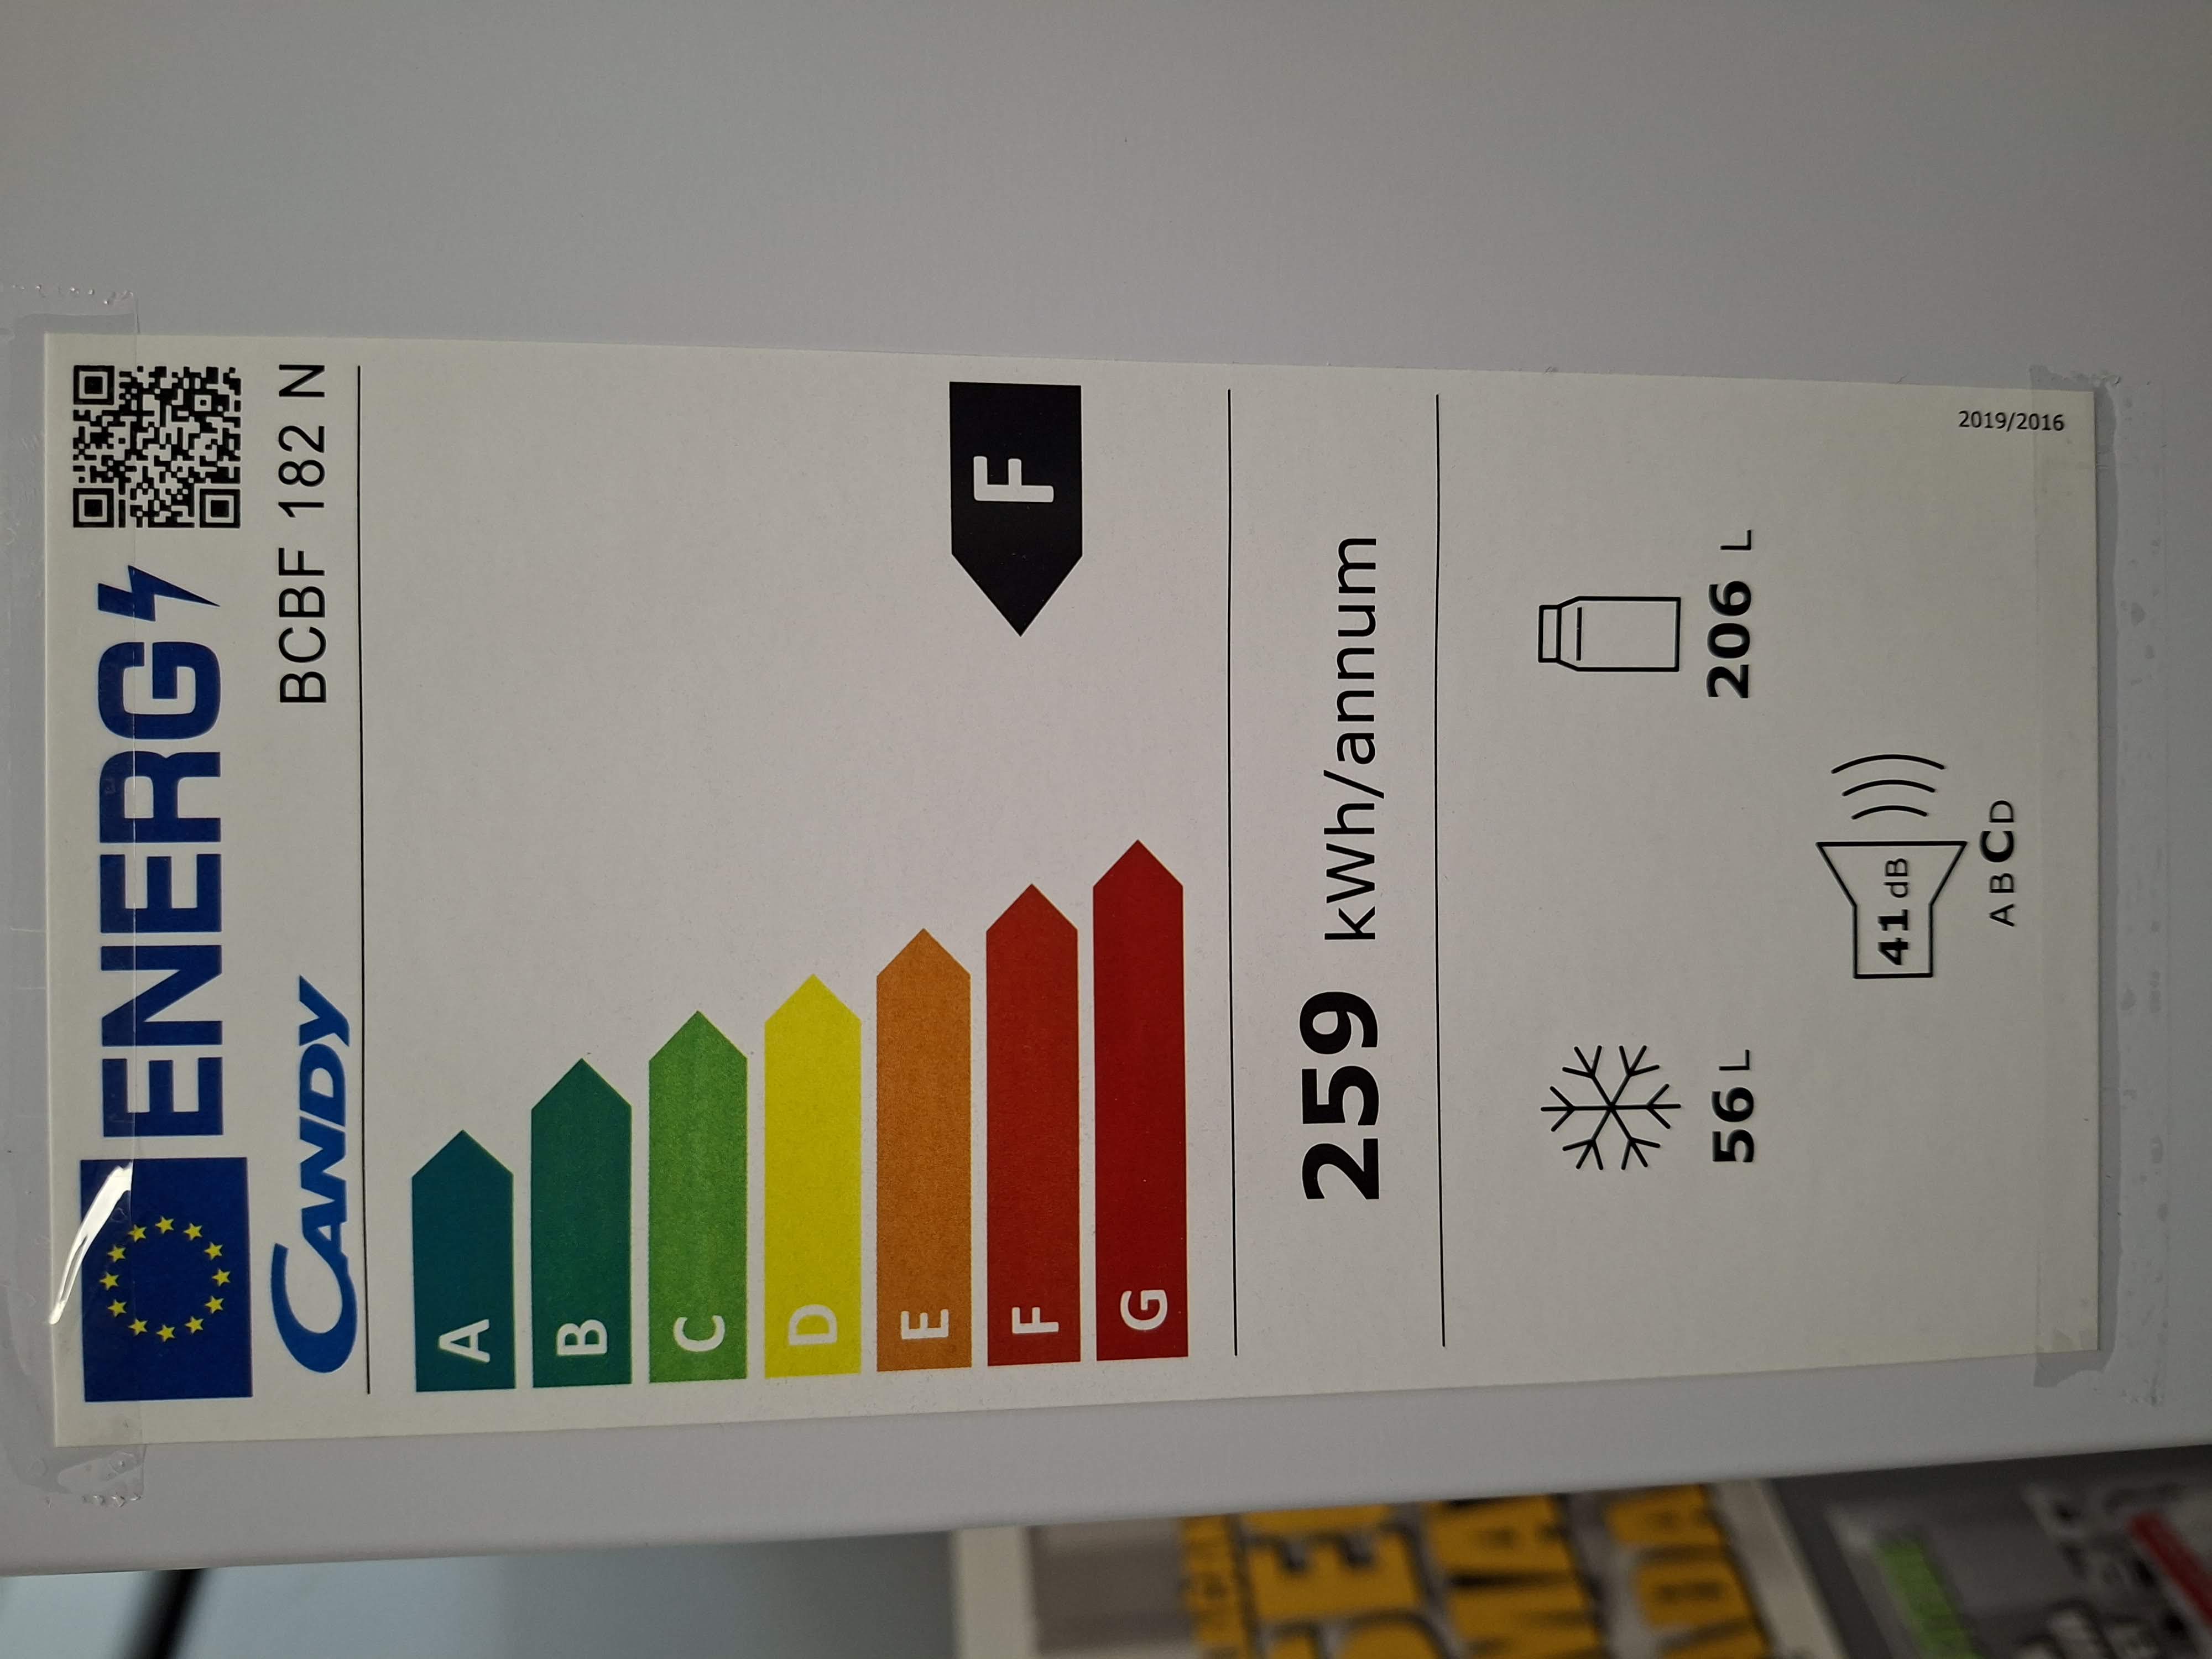 ENERG
CANDY
BCBF 182 N
A
B
C
D
E
F
G
F
259 kWh/annum
56 L
206 L
41 dB
ABCD
2019/2016